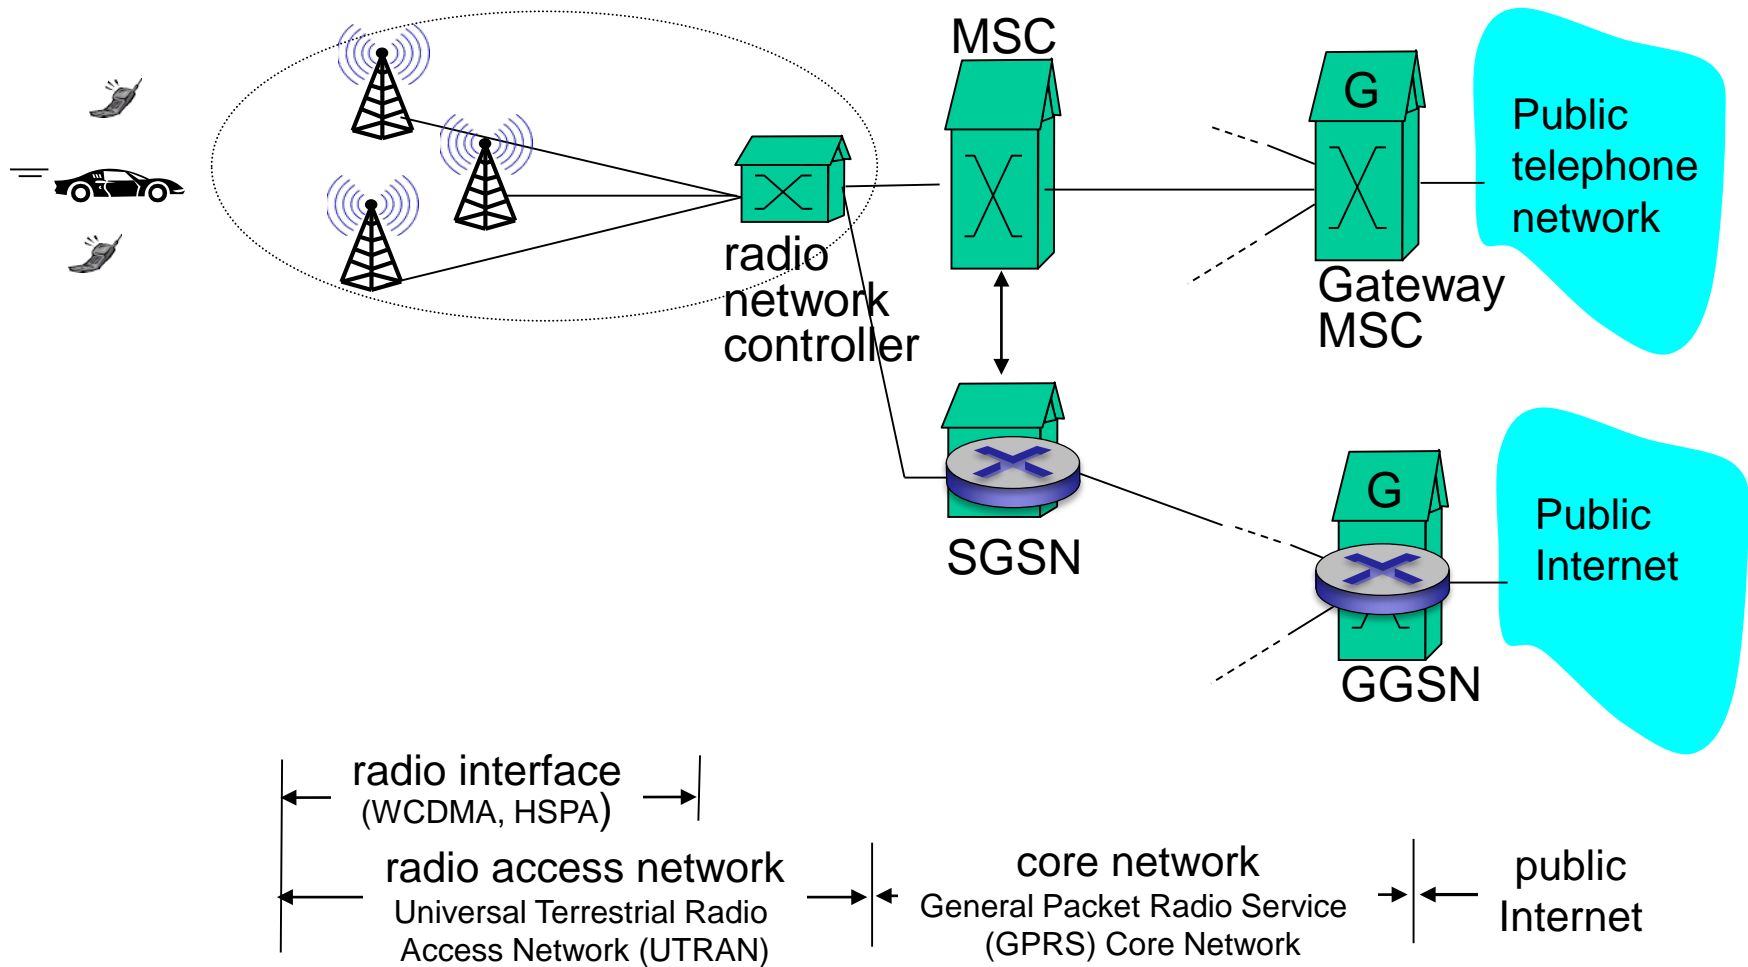 MSC
G
Public
telephone
network
radio
network
controller
Gateway
MSC
G
Public
Internet
SGSN
GGSN
radio interface
(WCDMA, HSPA)
radio access network
Universal Terrestrial Radio
Access Network (UTRAN)
core network
General Packet Radio Service
(GPRS) Core Network
public
Internet